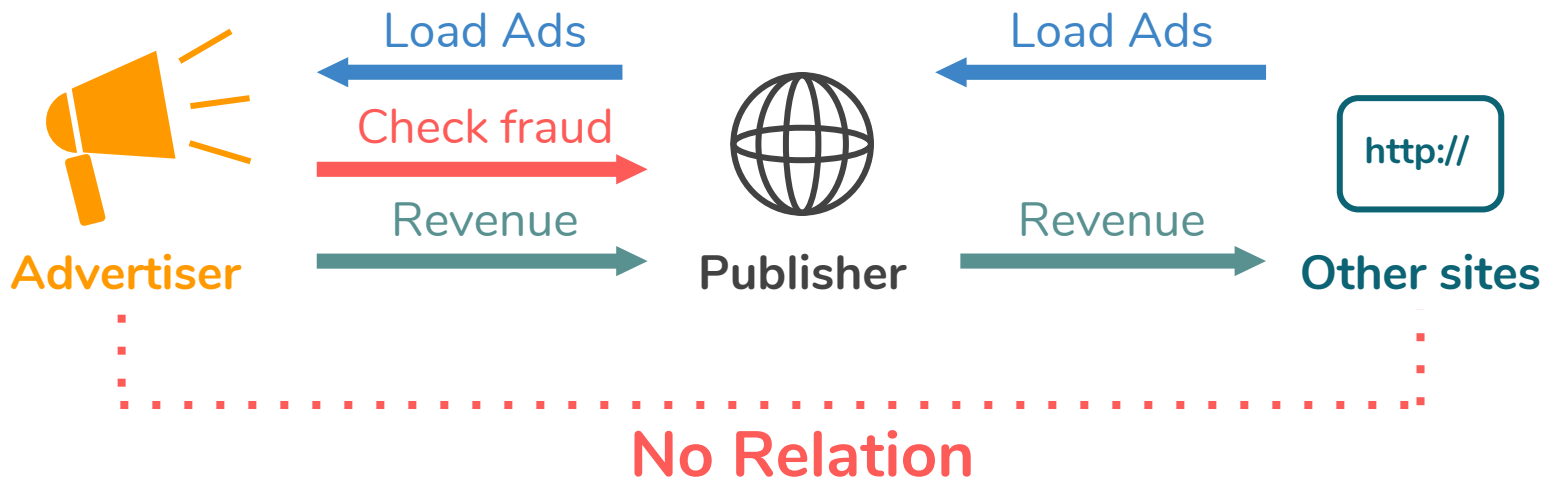 Load Ads
Load Ads
Check fraud
http://
Revenue
Revenue
Advertiser
Publisher
Other sites
No Relation